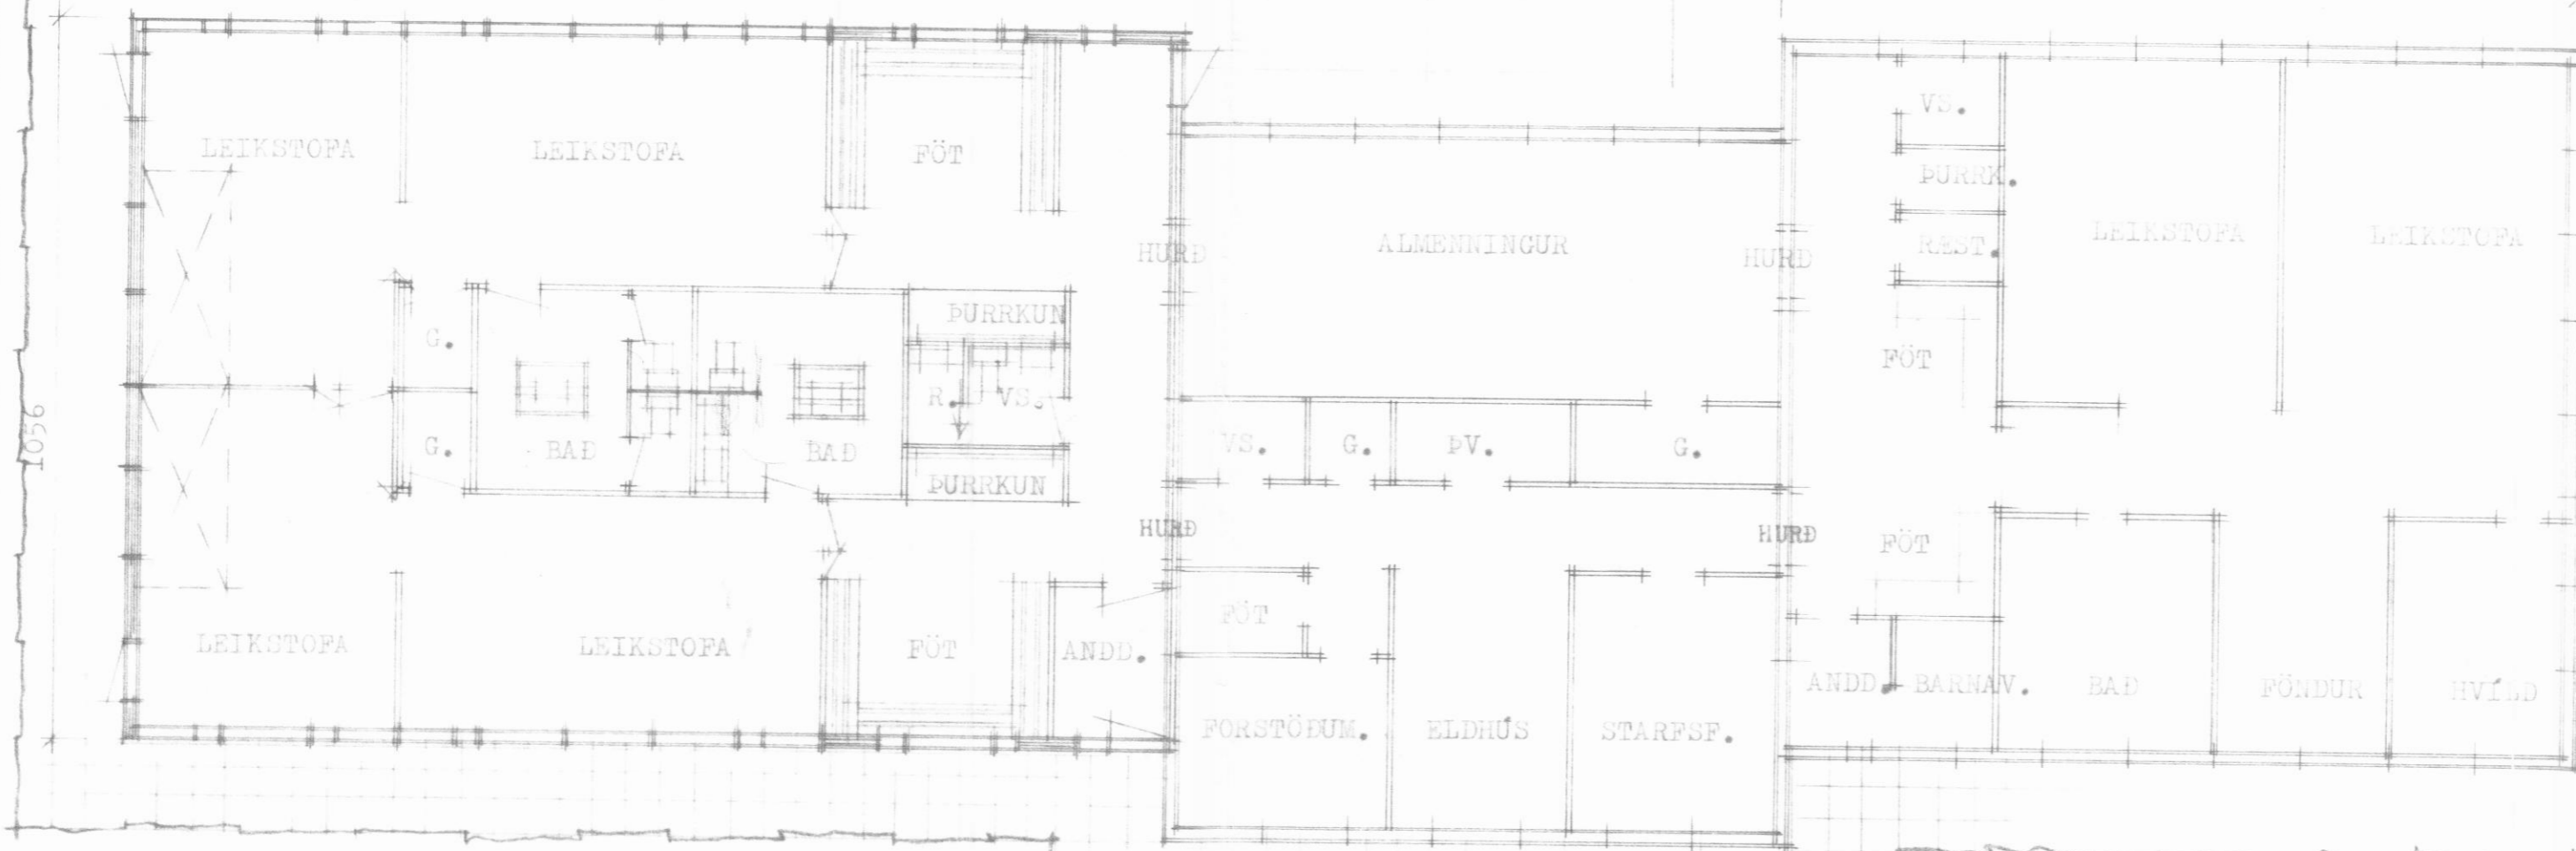 LEIKSTOFA
LEIKSTOFA
FÖT
ÞURRKUN
G.
R.
VS.
G.
BAÐ
BAÐ
ÞURRKUN
LEIKSTOFA
LEIKSTOFA
FÖT
ANDD.
1056
HURÐ
ALMENNINGUR
HURÐ
VS.
G.
ÞV.
G.
HURÐ
HURÐ
FÖT
FORSTÖÐUM.
ELDHÚS
STARFSF.
VS.
ÞURRK.
RÆST.
LEIKSTOFA
LEIKSTOFA
FÖT
FÖT
ANDD.
BARNAV.
BAÐ
FÖNDUR
HVÍLD